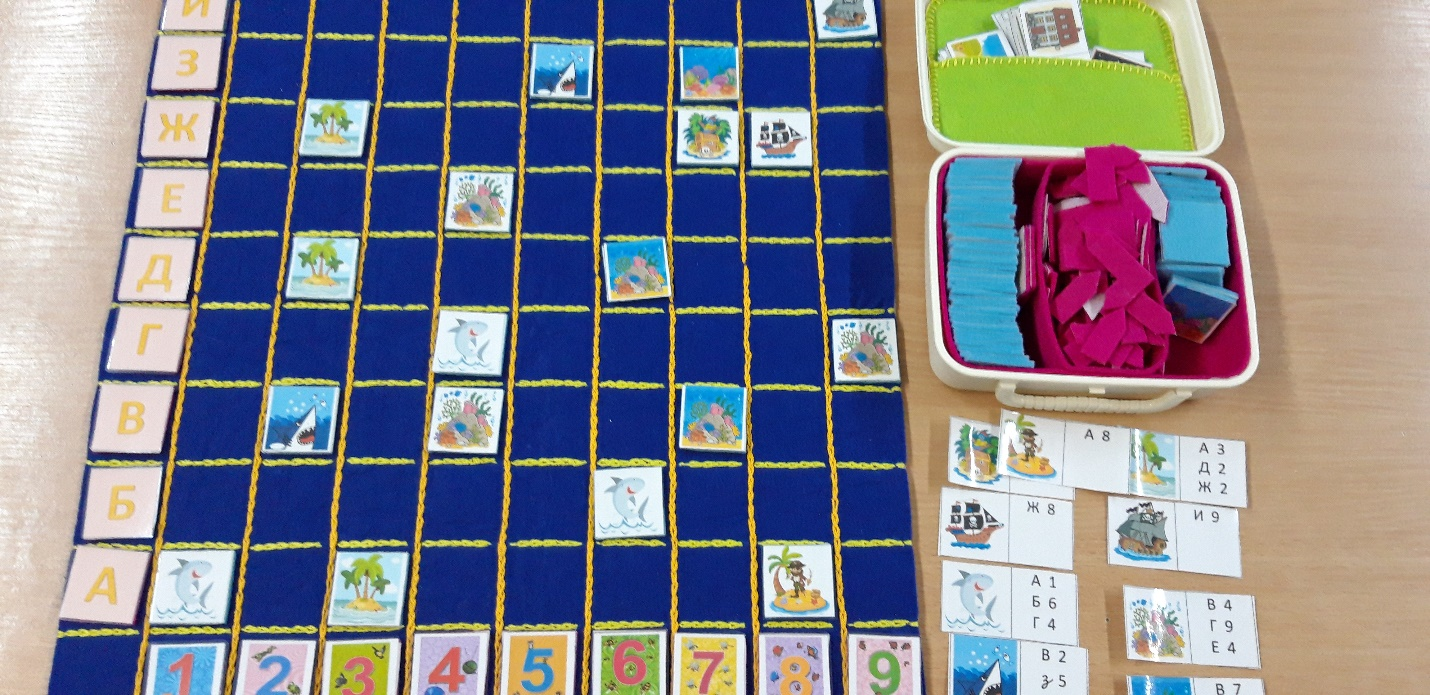 И
З
Ж
Е
Д
Г
В
Б
А
1 2 3 4 5 6 7 8 9
А 8
А 3
Д 2
Ж 2
Ж 8
И 9
А 1
Б 6
Г 4
В 4
Г 9
Е 4
В 2
З 5
В 7